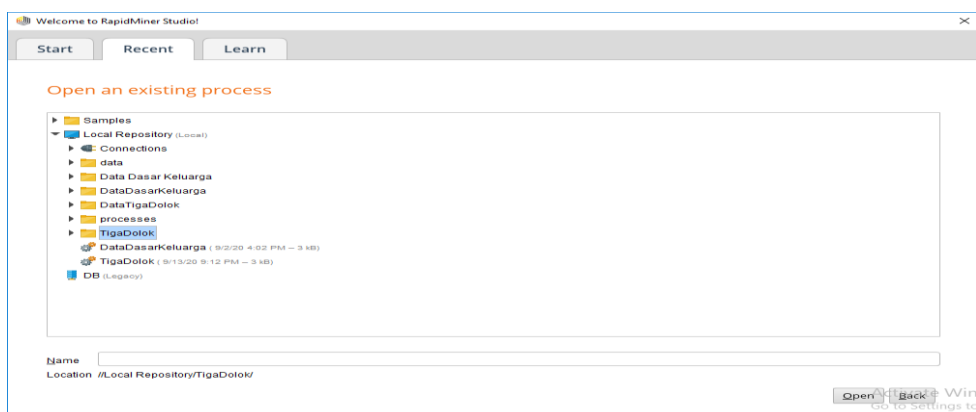 Welcome to RapidMiner Studio!
Start Recent Learn
Open an existing process
Samples
Local Repository (Local)
Connections
data
Data Dasar Keluarga
DataDasarKeluarga
DataTigaDolok
processes
TigaDolok
DataDasarKeluarga ( 9/2/20 4:02 PM – 3 kB)
TigaDolok ( 9/13/20 9:12 PM – 3 kB)
DB (Legacy)
Name
Location //Local Repository/TigaDolok/
Activate Win
Open Back
Go to Settings to